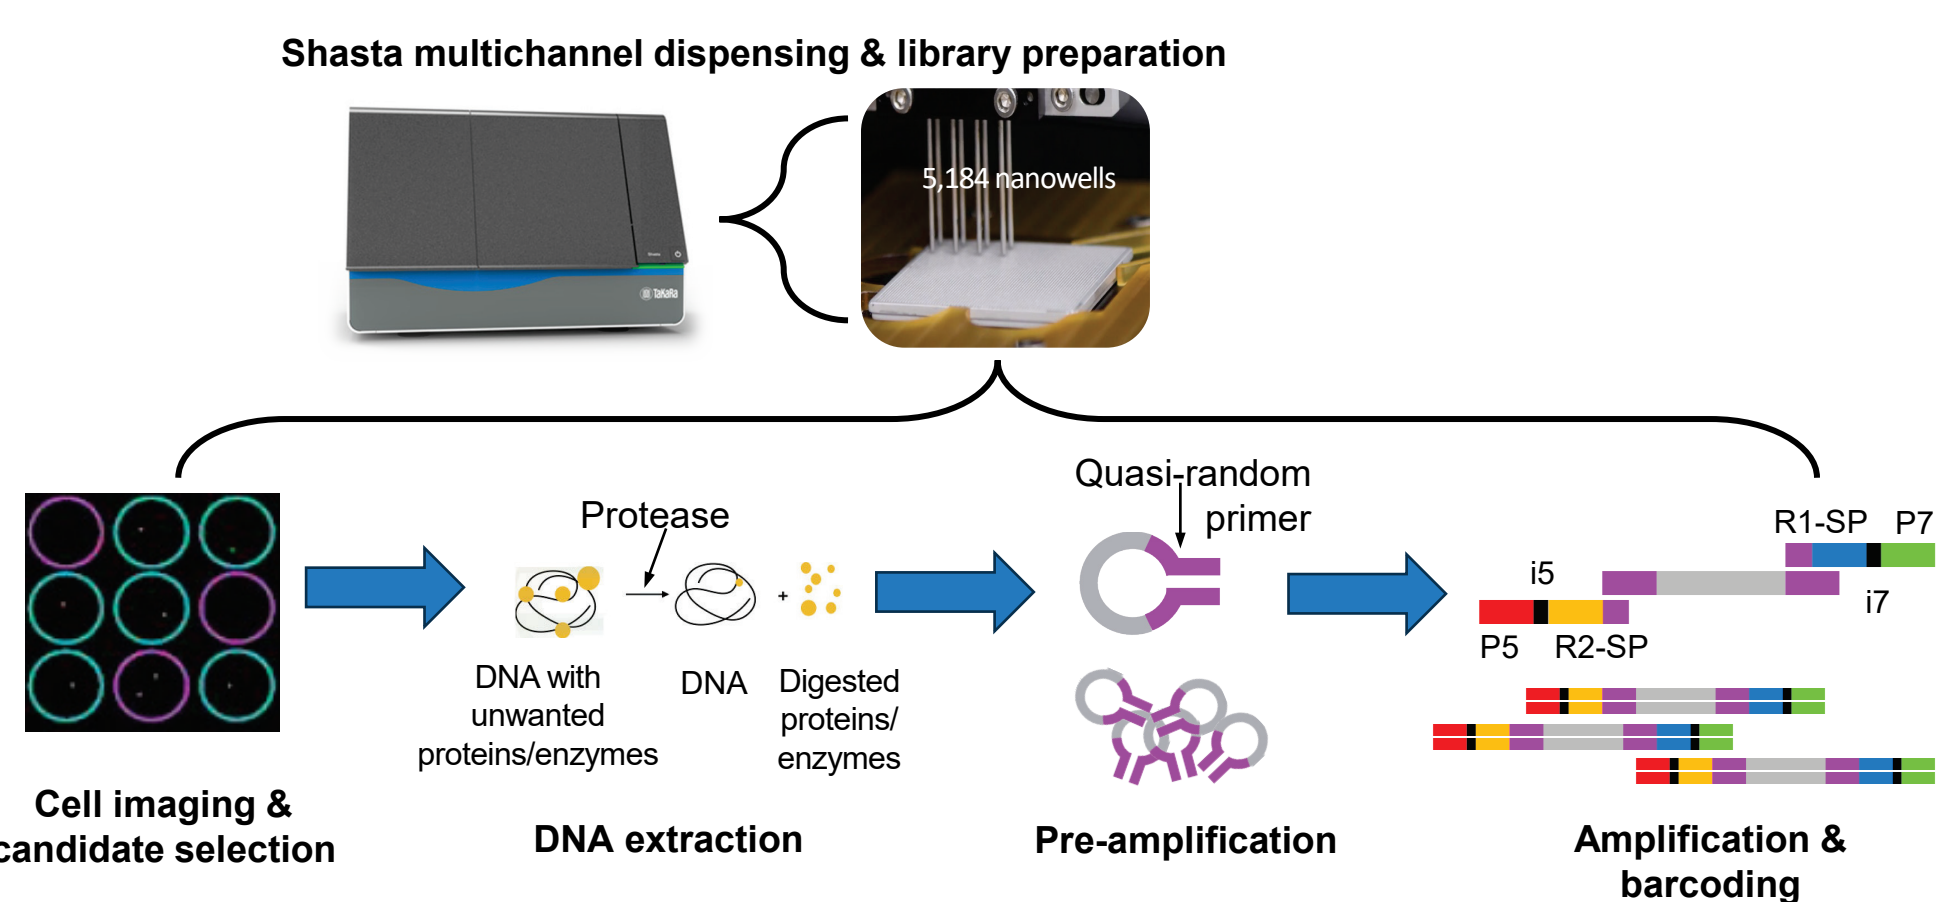 Shasta multichannel dispensing & library preparation
5,184 nanowells
Shasta
TaKaRa
Protease
+
DNA with
unwanted
proteins/enzymes
DNA
Digested
proteins/
enzymes
Quasi-random
primer
R1-SP
P7
i5
i7
P5
R2-SP
Cell imaging &
candidate selection
DNA extraction
Pre-amplification
Amplification &
barcoding